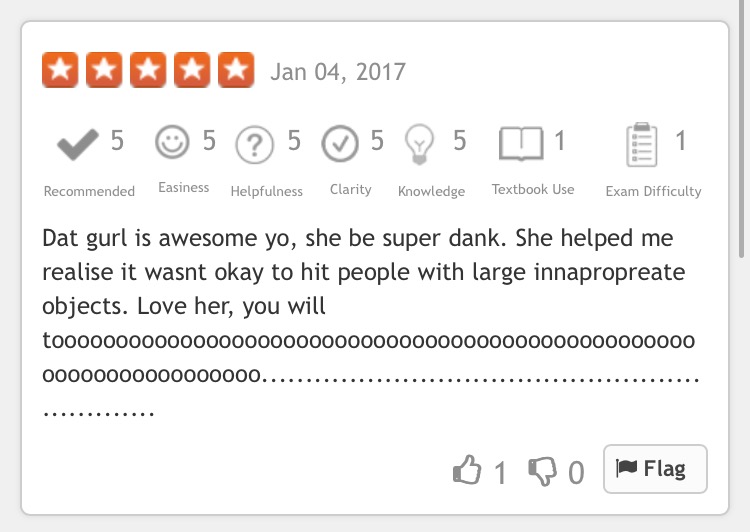 Jan 04, 2017
5 5 5 5 5 1 1
Recommended Easiness Helpfulness Clarity Knowledge Textbook Use Exam Difficulty
Dat gurl is awesome yo, she be super dank. She helped me
realise it wasnt okay to hit people with large innapropreate
objects. Love her, you will
tooooooooooooooooooooooooooooooooooooooooooooooooo
ooooooooooooooooo..................................................
.............
1 0 Flag